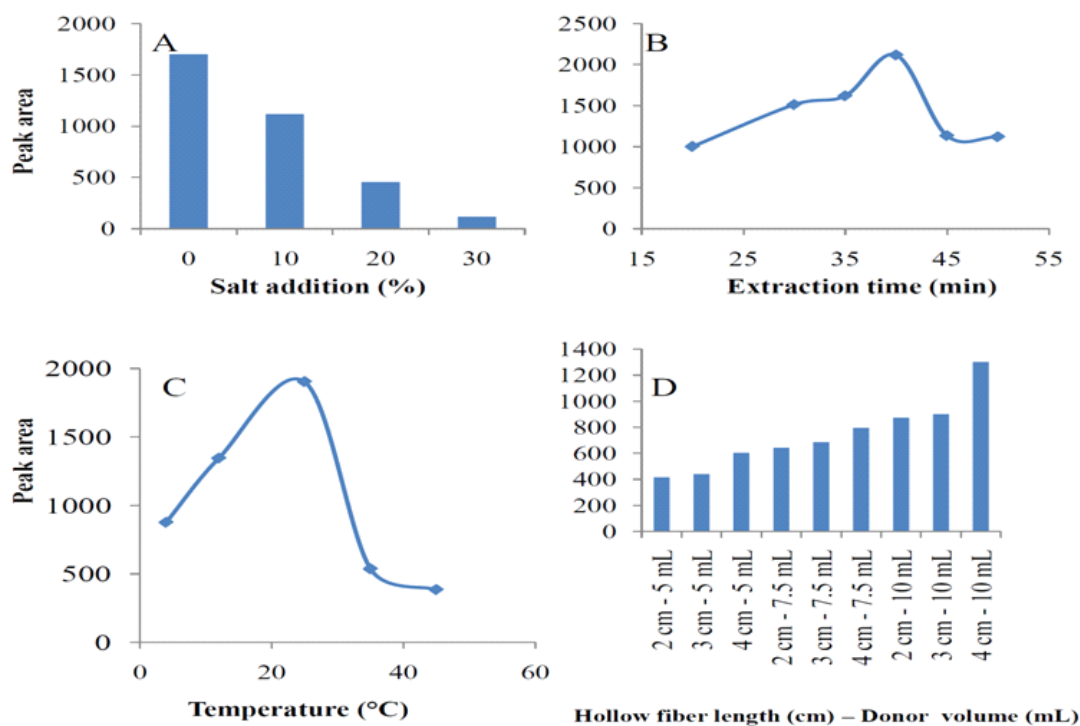 A
Peak area
2000
1500
1000
500
0
0 10 20 30
Salt addition (%)
B
2500
2000
1500
1000
500
0
15 25 35 45 55
Extraction time (min)
C
Peak area
2000
1500
1000
500
0
0 20 40 60
Temperature (°C)
D
1400
1200
1000
800
600
400
200
0
2 cm - 5 mL
3 cm - 5 mL
4 cm - 5 mL
2 cm - 7.5 mL
3 cm - 7.5 mL
4 cm - 7.5 mL
2 cm - 10 mL
3 cm - 10 mL
4 cm - 10 mL
Hollow fiber length (cm) – Donor volume (mL)